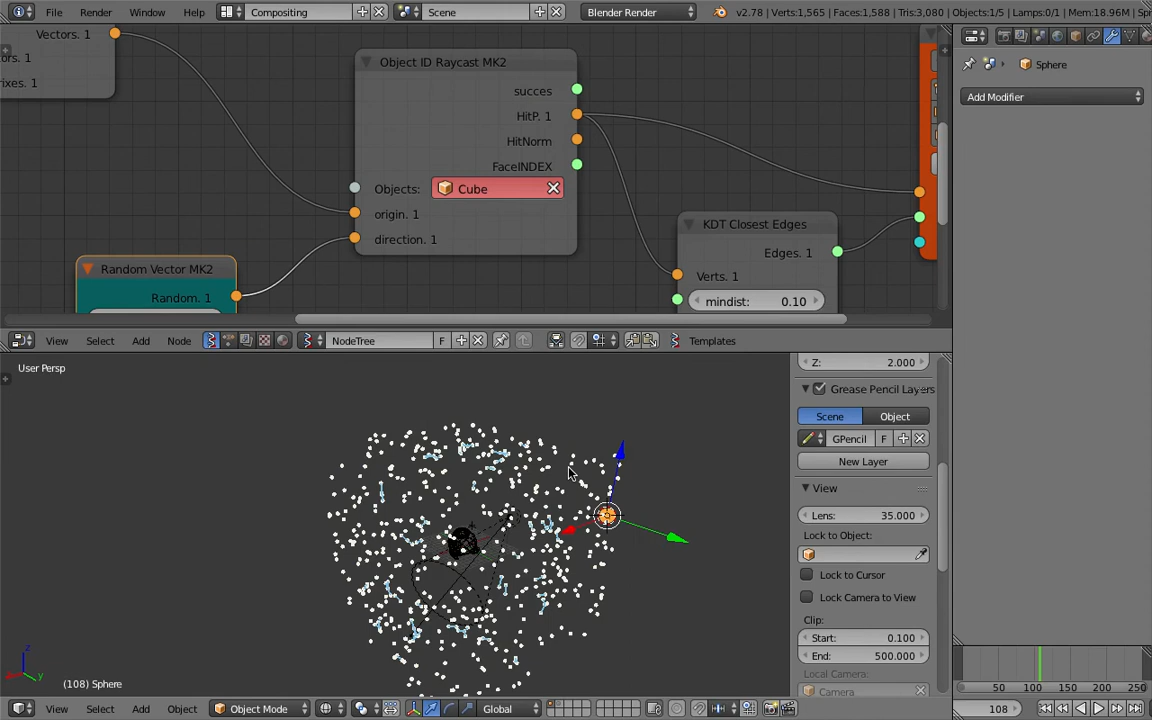 File Render Window Help Compositing Scene Blender Render v2.78 | Verts:1,565 | Faces:1,588 | Tris:3,080 | Objects:1/5 | Lamps:0/1 | Mem:18.96M | Spr
Vectors. 1
ors. 1
ixes. 1
Object ID Raycast MK2
succes
HitP. 1
HitNorm
FaceINDEX
Objects: Cube
origin. 1
direction. 1
Random Vector MK2
Random. 1
KDT Closest Edges
Edges. 1
Verts. 1
mindist: 0.10
Sphere
Add Modifier
View Select Add Node NodeTree F Templates
User Persp
(108) Sphere
Z: 2.000
Grease Pencil Layers
Scene Object
GPencil F
New Layer
View
Lens: 35.000
Lock to Object:
Lock to Cursor
Lock Camera to View
Clip:
Start: 0.100
End: 500.000
Local Camera:
Camera
50 100 150 200 250
View Select Add Object Object Mode Global
108